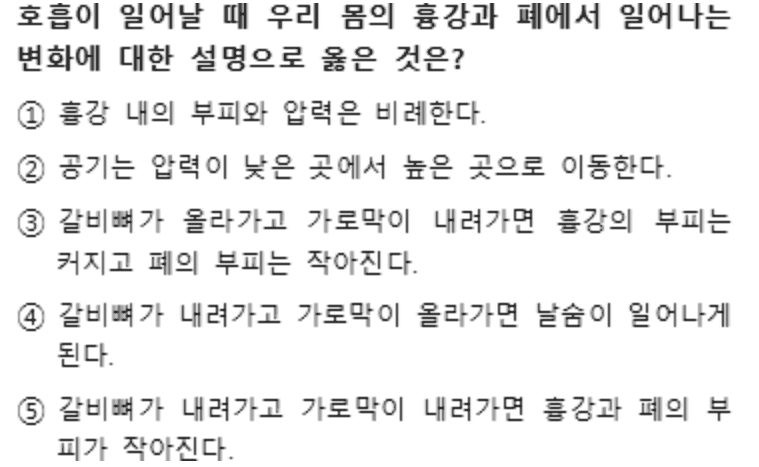 호흡이 일어날 때 우리 몸의 흉강과 폐에서 일어나는
변화에 대한 설명으로 옳은 것은?
① 흉강 내의 부피와 압력은 비례한다.
② 공기는 압력이 낮은 곳에서 높은 곳으로 이동한다.
③ 갈비뼈가 올라가고 가로막이 내려가면 흉강의 부피는
커지고 폐의 부피는 작아진다.
④ 갈비뼈가 내려가고 가로막이 올라가면 날숨이 일어나게
된다.
⑤ 갈비뼈가 내려가고 가로막이 내려가면 흉강과 폐의 부
피가 작아진다.